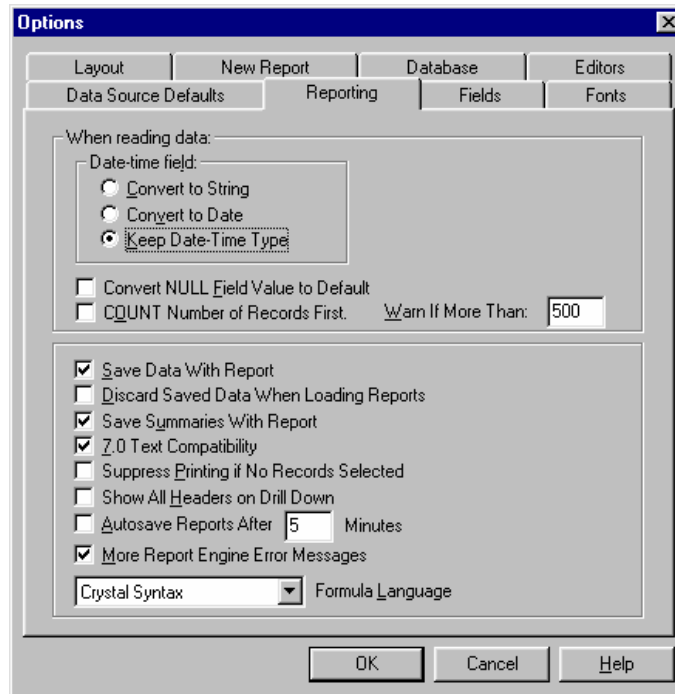 Options
Layout New Report Database Editors
Data Source Defaults Reporting Fields Fonts
When reading data:
Date-time field:
Convert to String
Convert to Date
Keep Date-Time Type
Convert NULL Field Value to Default
COUNT Number of Records First. Warn If More Than: 500
Save Data With Report
Discard Saved Data When Loading Reports
Save Summaries With Report
7.0 Text Compatibility
Suppress Printing if No Records Selected
Show All Headers on Drill Down
Autosave Reports After 5 Minutes
More Report Engine Error Messages
Crystal Syntax Formula Language
OK Cancel Help